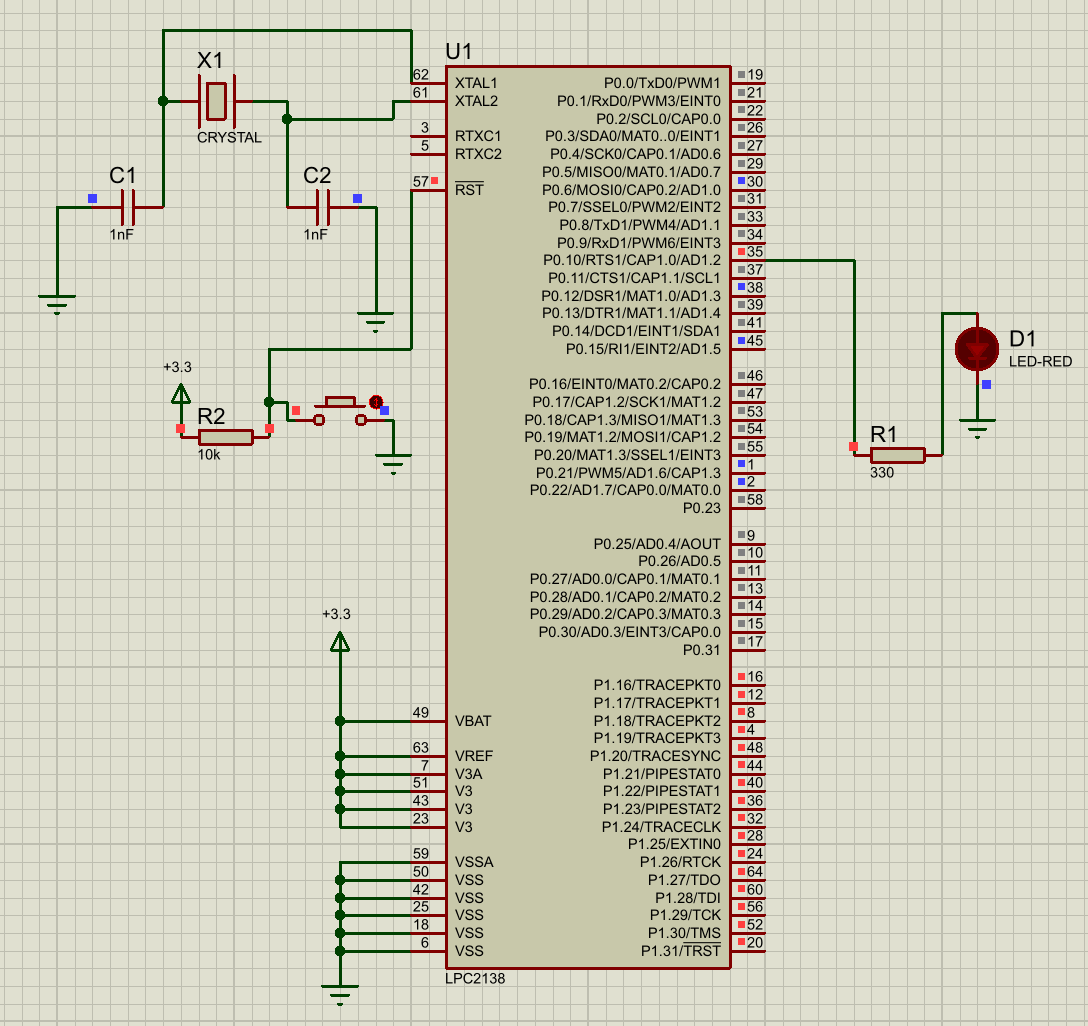 X1
CRYSTAL
C1
1nF
C2
1nF
+3.3
R2
10k
+3.3
U1
62 XTAL1
61 XTAL2
3 RTXC1
5 RTXC2
57 RST
49 VBAT
63 VREF
7 V3A
51 V3
43 V3
23 V3
59 VSSA
50 VSS
42 VSS
25 VSS
18 VSS
6 VSS
P0.0/TxD0/PWM1 19
P0.1/RxD0/PWM3/EINT0 21
P0.2/SCL0/CAP0.0 22
P0.3/SDA0/MAT0..0/EINT1 26
P0.4/SCK0/CAP0.1/AD0.6 27
P0.5/MISO0/MAT0.1/AD0.7 29
P0.6/MOSI0/CAP0.2/AD1.0 30
P0.7/SSEL0/PWM2/EINT2 31
P0.8/TxD1/PWM4/AD1.1 33
P0.9/RxD1/PWM6/EINT3 34
P0.10/RTS1/CAP1.0/AD1.2 35
P0.11/CTS1/CAP1.1/SCL1 37
P0.12/DSR1/MAT1.0/AD1.3 38
P0.13/DTR1/MAT1.1/AD1.4 39
P0.14/DCD1/EINT1/SDA1 41
P0.15/RI1/EINT2/AD1.5 45
P0.16/EINT0/MAT0.2/CAP0.2 46
P0.17/CAP1.2/SCK1/MAT1.2 47
P0.18/CAP1.3/MISO1/MAT1.3 53
P0.19/MAT1.2/MOSI1/CAP1.2 54
P0.20/MAT1.3/SSEL1/EINT3 55
P0.21/PWM5/AD1.6/CAP1.3 1
P0.22/AD1.7/CAP0.0/MAT0.0 2
P0.23 58
P0.25/AD0.4/AOUT 9
P0.26/AD0.5 10
P0.27/AD0.0/CAP0.1/MAT0.1 11
P0.28/AD0.1/CAP0.2/MAT0.2 13
P0.29/AD0.2/CAP0.3/MAT0.3 14
P0.30/AD0.3/EINT3/CAP0.0 15
P0.31 17
P1.16/TRACEPKT0 16
P1.17/TRACEPKT1 12
P1.18/TRACEPKT2 8
P1.19/TRACEPKT3 4
P1.20/TRACESYNC 48
P1.21/PIPESTAT0 44
P1.22/PIPESTAT1 40
P1.23/PIPESTAT2 36
P1.24/TRACECLK 32
P1.25/EXTIN0 28
P1.26/RTCK 24
P1.27/TDO 64
P1.28/TDI 60
P1.29/TCK 56
P1.30/TMS 52
P1.31/TRST 20
LPC2138
R1
330
D1
LED-RED